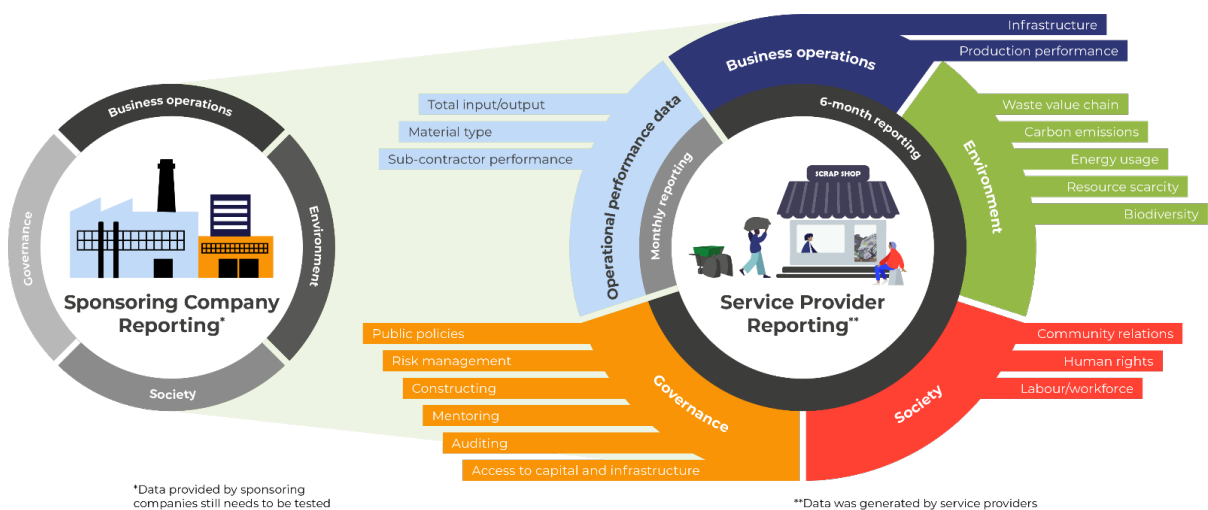 Business operations
Environment
Society
Governance
Sponsoring Company
Reporting*
*Data provided by sponsoring
companies still needs to be tested
Business operations
Infrastructure
Production performance
6-month reporting
Environment
Waste value chain
Carbon emissions
Energy usage
Resource scarcity
Biodiversity
Society
Community relations
Human rights
Labour/workforce
Governance
Public policies
Risk management
Constructing
Mentoring
Auditing
Access to capital and infrastructure
Operational performance data
Monthly reporting
Total input/output
Material type
Sub-contractor performance
SCRAP SHOP
Service Provider
Reporting**
**Data was generated by service providers